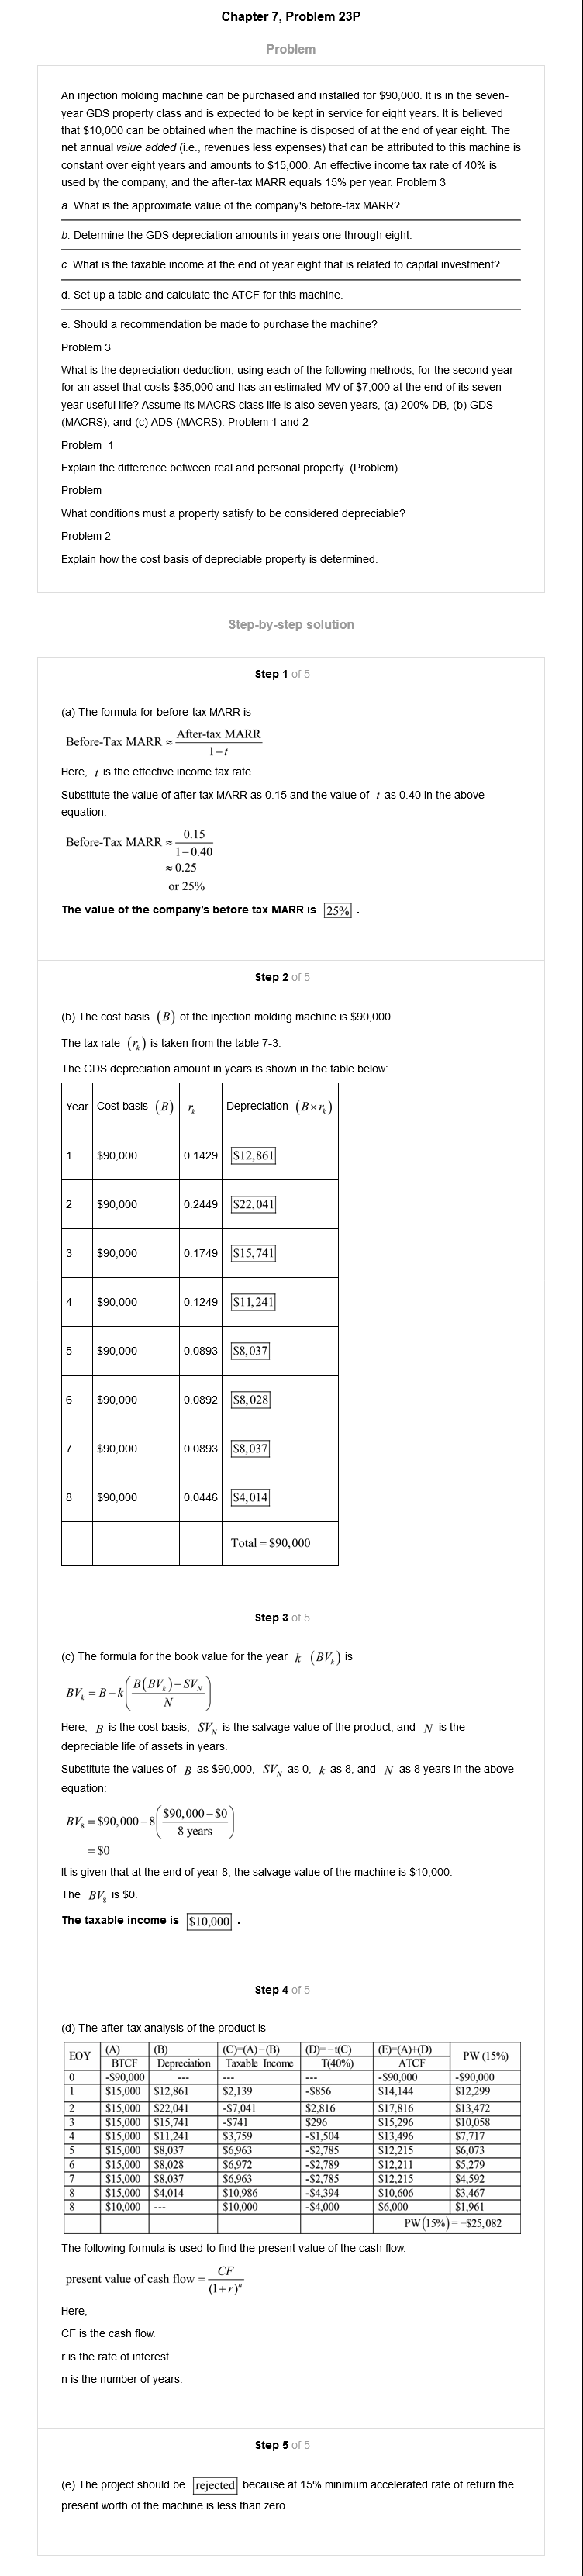 Chapter 7, Problem 23P
Problem
An injection molding machine can be purchased and installed for $90,000. It is in the seven-
year GDS property class and is expected to be kept in service for eight years. It is believed
that $10,000 can be obtained when the machine is disposed of at the end of year eight. The
net annual value added (i.e., revenues less expenses) that can be attributed to this machine is
constant over eight years and amounts to $15,000. An effective income tax rate of 40% is
used by the company, and the after-tax MARR equals 15% per year. Problem 3
a. What is the approximate value of the company's before-tax MARR?
b. Determine the GDS depreciation amounts in years one through eight.
c. What is the taxable income at the end of year eight that is related to capital investment?
d. Set up a table and calculate the ATCF for this machine.
e. Should a recommendation be made to purchase the machine?
Problem 3
What is the depreciation deduction, using each of the following methods, for the second year
for an asset that costs $35,000 and has an estimated MV of $7,000 at the end of its seven-
year useful life? Assume its MACRS class life is also seven years, (a) 200% DB, (b) GDS
(MACRS), and (c) ADS (MACRS). Problem 1 and 2
Problem 1
Explain the difference between real and personal property. (Problem)
Problem
What conditions must a property satisfy to be considered depreciable?
Problem 2
Explain how the cost basis of depreciable property is determined.
Step-by-step solution
Step 1 of 5
(a) The formula for before-tax MARR is
Before-Tax MARR ≈ After-tax MARR / 1−t
Here, t is the effective income tax rate.
Substitute the value of after tax MARR as 0.15 and the value of t as 0.40 in the above
equation:
Before-Tax MARR ≈ 0.15 / 1−0.40
≈ 0.25
or 25%
The value of the company's before tax MARR is 25% .
Step 2 of 5
(b) The cost basis (B) of the injection molding machine is $90,000.
The tax rate (r_k) is taken from the table 7-3.
The GDS depreciation amount in years is shown in the table below:
Year Cost basis (B) r_k Depreciation (B×r_k)
1 $90,000 0.1429 $12,861
2 $90,000 0.2449 $22,041
3 $90,000 0.1749 $15,741
4 $90,000 0.1249 $11,241
5 $90,000 0.0893 $8,037
6 $90,000 0.0892 $8,028
7 $90,000 0.0893 $8,037
8 $90,000 0.0446 $4,014
Total = $90,000
Step 3 of 5
(c) The formula for the book value for the year k (BV_k) is
BV_k = B−k(B(BV_k)−SV_N / N)
Here, B is the cost basis, SV_N is the salvage value of the product, and N is the
depreciable life of assets in years.
Substitute the values of B as $90,000, SV_N as 0, k as 8, and N as 8 years in the above
equation:
BV_8 = $90,000−8($90,000−$0 / 8 years)
= $0
It is given that at the end of year 8, the salvage value of the machine is $10,000.
The BV_8 is $0.
The taxable income is $10,000 .
Step 4 of 5
(d) The after-tax analysis of the product is
EOY (A) BTCF (B) Depreciation (C)=(A)−(B) Taxable Income (D)=−t(C) T(40%) (E)=(A)+(D) ATCF PW (15%)
0 -$90,000 --- --- --- -$90,000 -$90,000
1 $15,000 $12,861 $2,139 -$856 $14,144 $12,299
2 $15,000 $22,041 -$7,041 $2,816 $17,816 $13,472
3 $15,000 $15,741 -$741 $296 $15,296 $10,058
4 $15,000 $11,241 $3,759 -$1,504 $13,496 $7,717
5 $15,000 $8,037 $6,963 -$2,785 $12,215 $6,073
6 $15,000 $8,028 $6,972 -$2,789 $12,211 $5,279
7 $15,000 $8,037 $6,963 -$2,785 $12,215 $4,592
8 $15,000 $4,014 $10,986 -$4,394 $10,606 $3,467
8 $10,000 --- $10,000 -$4,000 $6,000 $1,961
PW(15%) = −$25,082
The following formula is used to find the present value of the cash flow.
present value of cash flow = CF / (1+r)^n
Here,
CF is the cash flow.
r is the rate of interest.
n is the number of years.
Step 5 of 5
(e) The project should be rejected because at 15% minimum accelerated rate of return the
present worth of the machine is less than zero.